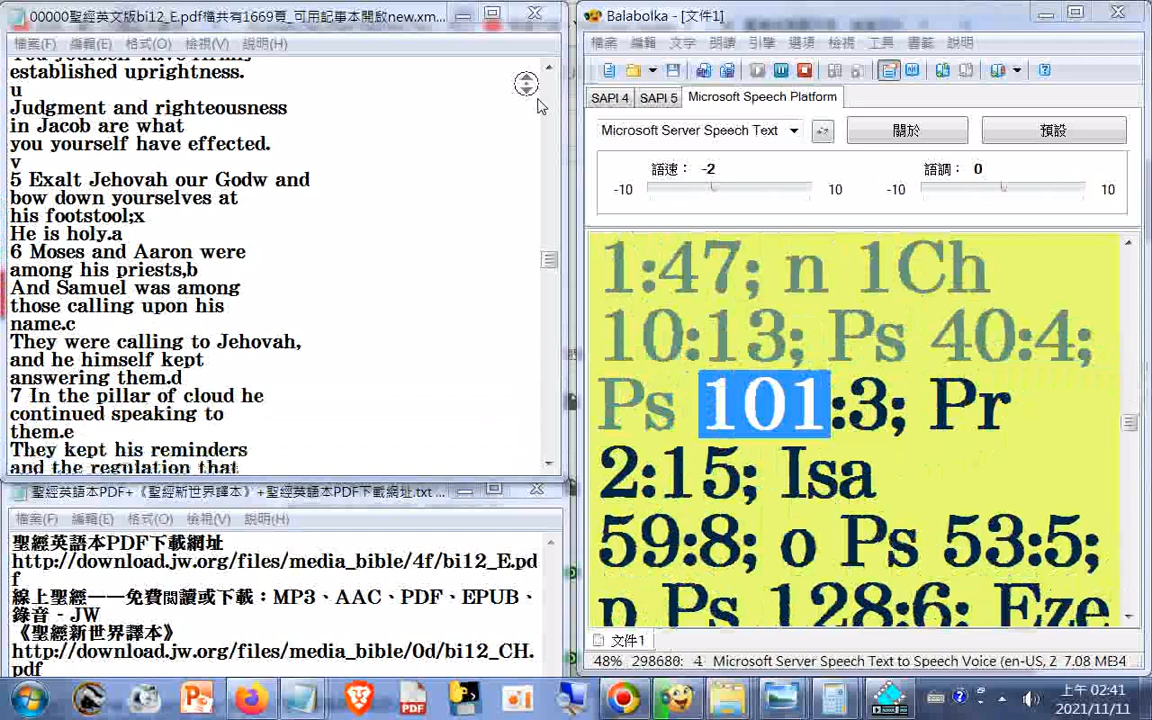 00000聖經英文版bi12_E.pdf檔共有1669頁_可用記事本開啟new.xm...
檔案(F) 編輯(E) 格式(O) 檢視(V) 說明(H)
established uprightness.
u
Judgment and righteousness
in Jacob are what
you yourself have effected.
v
5 Exalt Jehovah our Godw and
bow down yourselves at
his footstool;x
He is holy.a
6 Moses and Aaron were
among his priests,b
And Samuel was among
those calling upon his
name.c
They were calling to Jehovah,
and he himself kept
answering them.d
7 In the pillar of cloud he
continued speaking to
them.e
They kept his reminders
and the regulation that
聖經英語本PDF+《聖經新世界譯本》+聖經英語本PDF下載網址.txt ...
檔案(F) 編輯(E) 格式(O) 檢視(V) 說明(H)
聖經英語本PDF下載網址
http://download.jw.org/files/media_bible/4f/bi12_E.pd
f
線上聖經——免費閱讀或下載：MP3、AAC、PDF、EPUB、
錄音 - JW
《聖經新世界譯本》
http://download.jw.org/files/media_bible/0d/bi12_CH.
pdf
Balabolka - [文件1]
檔案 編輯 文字 朗讀 引擎 選項 檢視 工具 書籤 說明
SAPI 4 SAPI 5 Microsoft Speech Platform
Microsoft Server Speech Text 關於 預設
語速： -2 語調： 0
-10 10 -10 10
1:47; n 1Ch
10:13; Ps 40:4;
Ps 101:3; Pr
2:15; Isa
59:8; o Ps 53:5;
p Ps 128:6; Eze
文件1
48% 298680: 4 Microsoft Server Speech Text to Speech Voice (en-US, Z 7.08 MB34
上午 02:41
2021/11/11